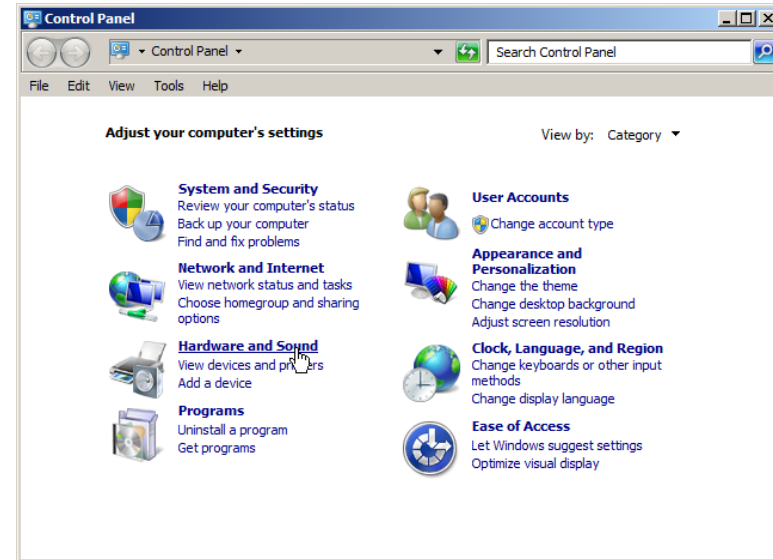 Control Panel
Control Panel
Search Control Panel
File Edit View Tools Help
Adjust your computer's settings
View by: Category
System and Security
Review your computer's status
Back up your computer
Find and fix problems
Network and Internet
View network status and tasks
Choose homegroup and sharing
options
Hardware and Sound
View devices and printers
Add a device
Programs
Uninstall a program
Get programs
User Accounts
Change account type
Appearance and
Personalization
Change the theme
Change desktop background
Adjust screen resolution
Clock, Language, and Region
Change keyboards or other input
methods
Change display language
Ease of Access
Let Windows suggest settings
Optimize visual display